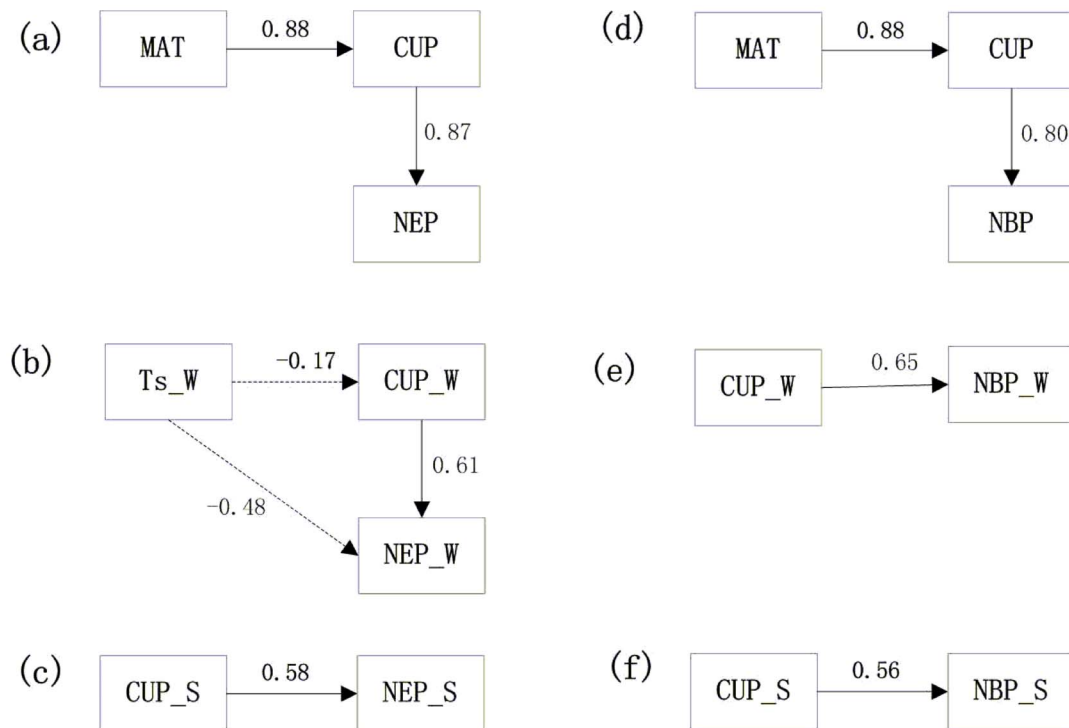 (a)
MAT
0.88
CUP
0.87
NEP
(d)
MAT
0.88
CUP
0.80
NBP
(b)
Ts_W
-0.17
CUP_W
0.61
-0.48
NEP_W
(e)
CUP_W
0.65
NBP_W
(c)
CUP_S
0.58
NEP_S
(f)
CUP_S
0.56
NBP_S